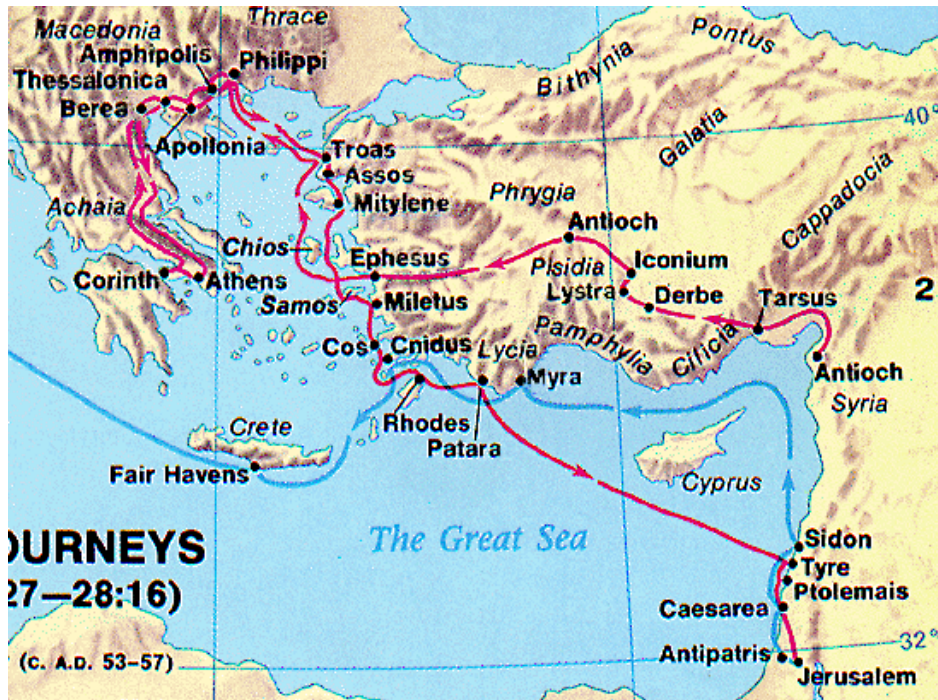 Thrace
Macedonia
Pontus
Amphipolis
Philippi
Bithynia
Thessalonica
Berea
40°
Apollonia
Galatia
Troas
Assos
Cappadocia
Phrygia
Mitylene
Achaia
Antioch
Chios
Ephesus
Pisidia
Iconium
Corinth
Athens
Lystra
Derbe
Tarsus
2
Samos
Miletus
Pamphylia
Cificia
Cos
Cnidus
Lycia
Myra
Antioch
Syria
Rhodes
Crete
Patara
Fair Havens
Cyprus
The Great Sea
OURNEYS
Sidon
Tyre
27—28:16)
Ptolemais
Caesarea
32°
(C. A.D. 53–57)
Antipatris
Jerusalem